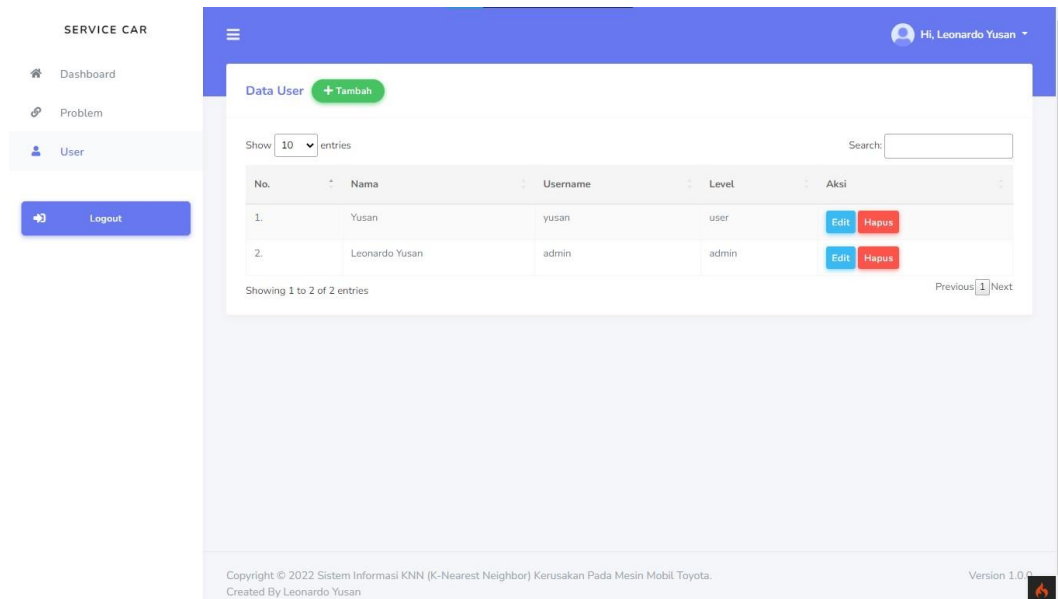 SERVICE CAR
Hi, Leonardo Yusan
Dashboard
Problem
User
Logout
Data User + Tambah
Show 10 entries
Search:
No. Nama Username Level Aksi
1. Yusan yusan user Edit Hapus
2. Leonardo Yusan admin admin Edit Hapus
Showing 1 to 2 of 2 entries
Previous 1 Next
Copyright © 2022 Sistem Informasi KNN (K-Nearest Neighbor) Kerusakan Pada Mesin Mobil Toyota.
Created By Leonardo Yusan
Version 1.0.0